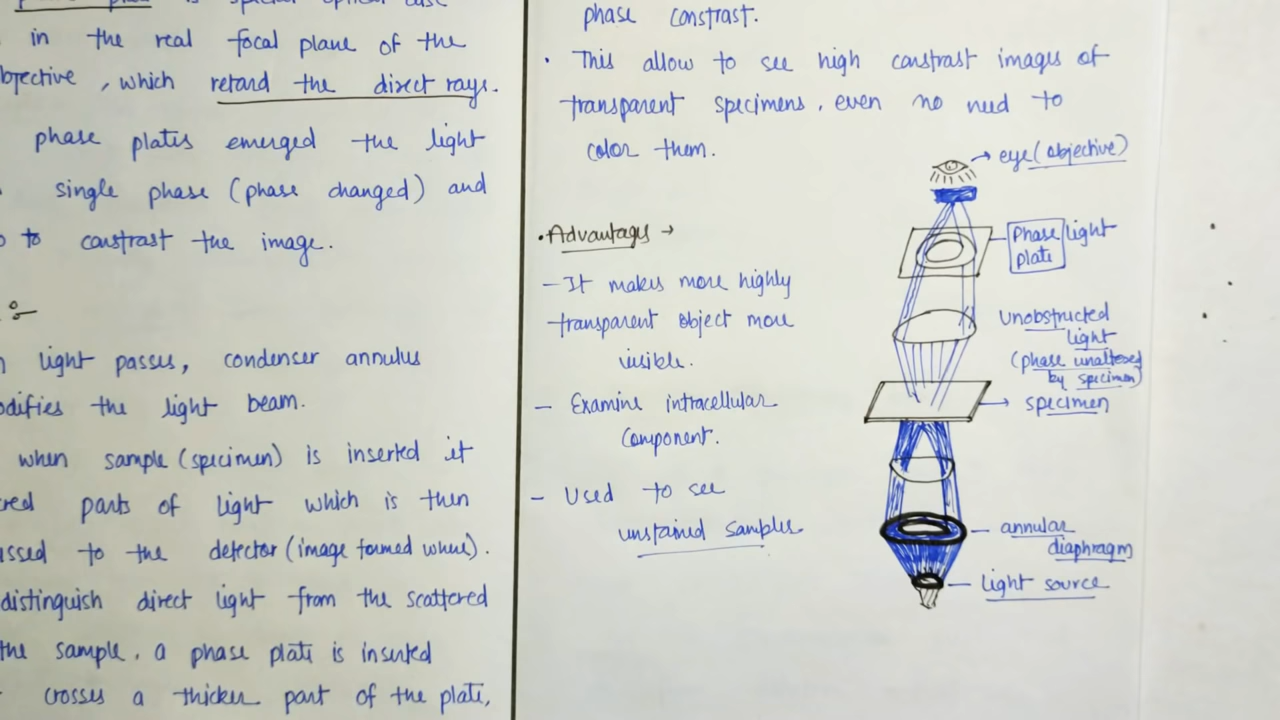 in the real focal plane of the
objective, which retard the direct rays.
phase plates emerged the light
single phase (phase changed) and
to constrast the image.
light passes, condenser annulus
modifies the light beam.
when sample (specimen) is inserted it
parts of light which is then
to the detector (image formed where).
distinguish direct light from the scattered
the sample. a phase plate is inserted
crosses a thicker part of the plate,
phase constrast.
• This allow to see high constrast images of
transparent specimens, even no need to
color them.
• Advantages →
- It makes more highly
transparent object more
visible.
- Examine intracellular
component.
- Used to see
unstained samples
→ eye (objective)
Phase plate light
unobstructed
light
(phase unaltered
by specimen)
→ specimen
- annular
diaphragm
- light source